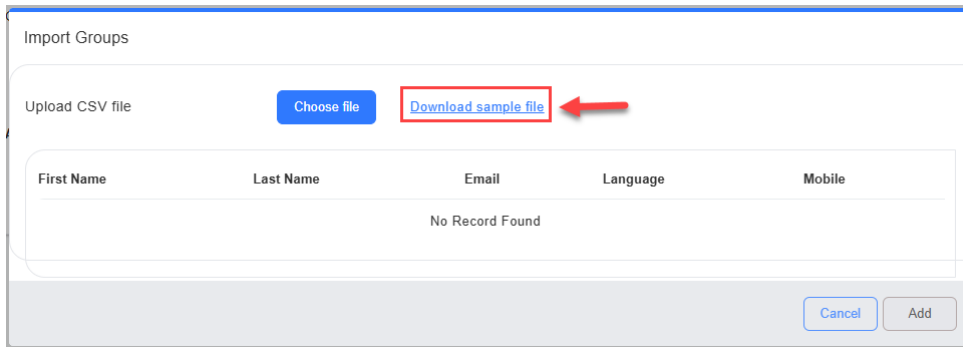 Import Groups
Upload CSV file Choose file Download sample file
First Name Last Name Email Language Mobile
No Record Found
Cancel Add